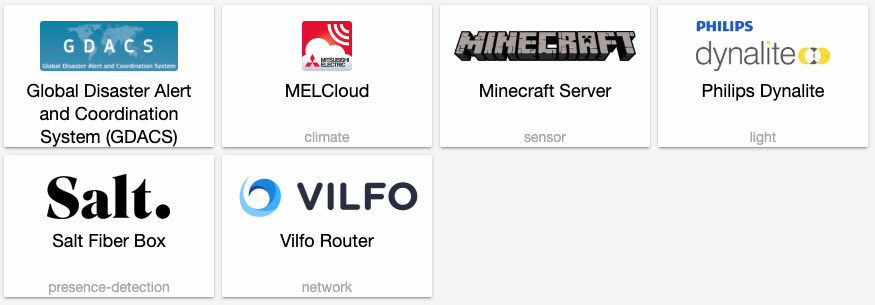 GDACS
Global Disaster Alert and Coordination System
Global Disaster Alert
and Coordination
System (GDACS)
MITSUBISHI
ELECTRIC
MELCloud
climate
MINECRAFT
Minecraft Server
sensor
PHILIPS
dynalite
Philips Dynalite
light
Salt.
Salt Fiber Box
presence-detection
VILFO
Vilfo Router
network